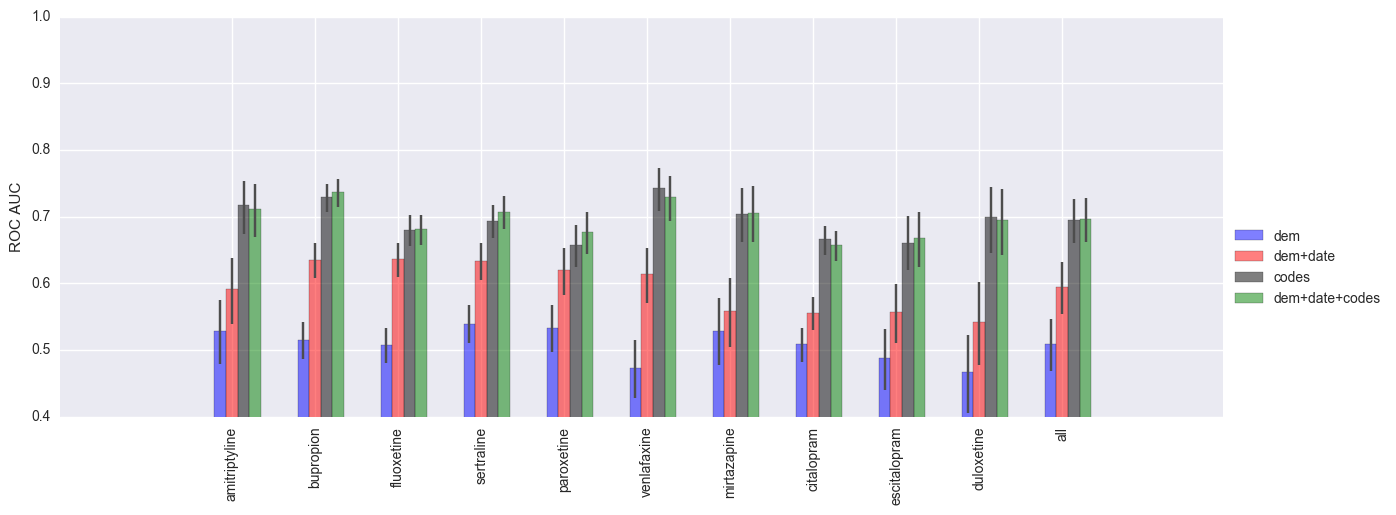 1.0
0.9
0.8
0.7
0.6
0.5
0.4
ROC AUC
amitriptyline
bupropion
fluoxetine
sertraline
paroxetine
venlafaxine
mirtazapine
citalopram
escitalopram
duloxetine
all
dem
dem+date
codes
dem+date+codes